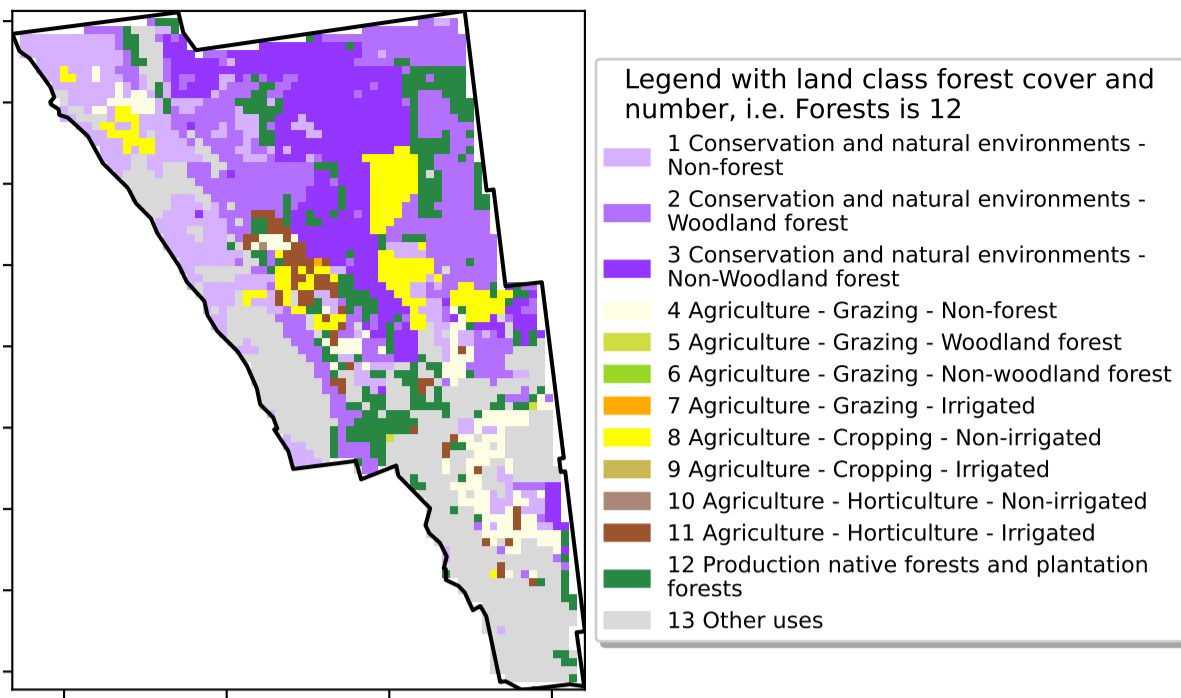 Legend with land class forest cover and
number, i.e. Forests is 12
1 Conservation and natural environments -
Non-forest
2 Conservation and natural environments -
Woodland forest
3 Conservation and natural environments -
Non-Woodland forest
4 Agriculture - Grazing - Non-forest
5 Agriculture - Grazing - Woodland forest
6 Agriculture - Grazing - Non-woodland forest
7 Agriculture - Grazing - Irrigated
8 Agriculture - Cropping - Non-irrigated
9 Agriculture - Cropping - Irrigated
10 Agriculture - Horticulture - Non-irrigated
11 Agriculture - Horticulture - Irrigated
12 Production native forests and plantation
forests
13 Other uses